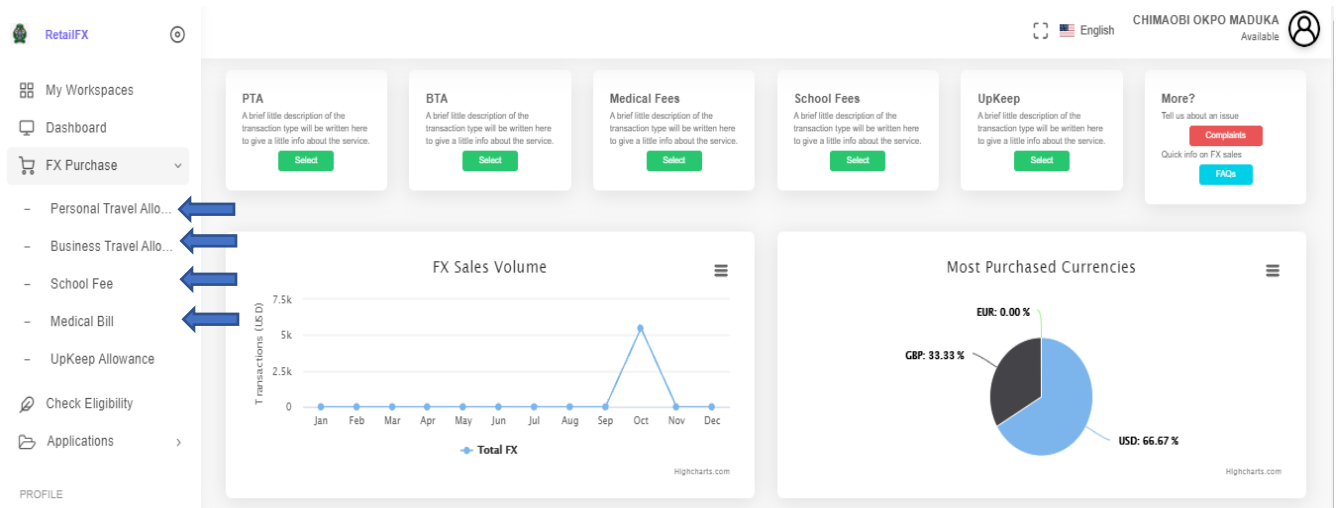 RetailFX
English
CHIMAOBI OKPO MADUKA
Available
My Workspaces
Dashboard
FX Purchase
- Personal Travel Allo...
- Business Travel Allo...
- School Fee
- Medical Bill
- UpKeep Allowance
Check Eligibility
Applications
PROFILE
PTA
A brief little description of the
transaction type will be written here
to give a little info about the service.
Select
BTA
A brief little description of the
transaction type will be written here
to give a little info about the service.
Select
Medical Fees
A brief little description of the
transaction type will be written here
to give a little info about the service.
Select
School Fees
A brief little description of the
transaction type will be written here
to give a little info about the service.
Select
UpKeep
A brief little description of the
transaction type will be written here
to give a little info about the service.
Select
More?
Tell us about an issue
Complaints
Quick info on FX sales
FAQs
FX Sales Volume
Transactions (USD)
7.5k
5k
2.5k
0
Jan Feb Mar Apr May Jun Jul Aug Sep Oct Nov Dec
Total FX
Highcharts.com
Most Purchased Currencies
EUR: 0.00 %
GBP: 33.33 %
USD: 66.67 %
Highcharts.com